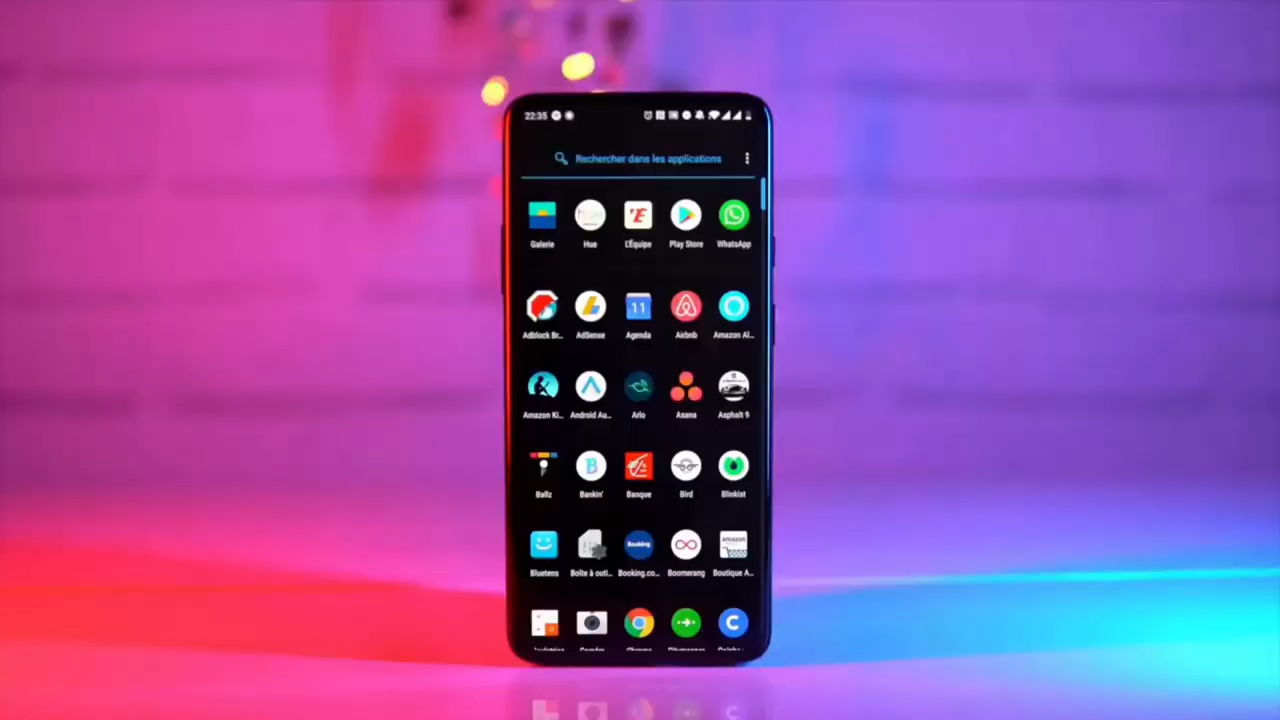 22:35
Rechercher dans les applications
Galerie Hue L'Équipe Play Store WhatsApp
11
Adblock Br... AdSense Agenda Airbnb Amazon Al...
Amazon Ki... Android Au... Arlo Asana Asphalt 9
Ballz Bankin' Banque Bird Blinkist
Booking amazon
Bluetens Boîte à outi... Booking.co... Boomerang Boutique A...
Chrome